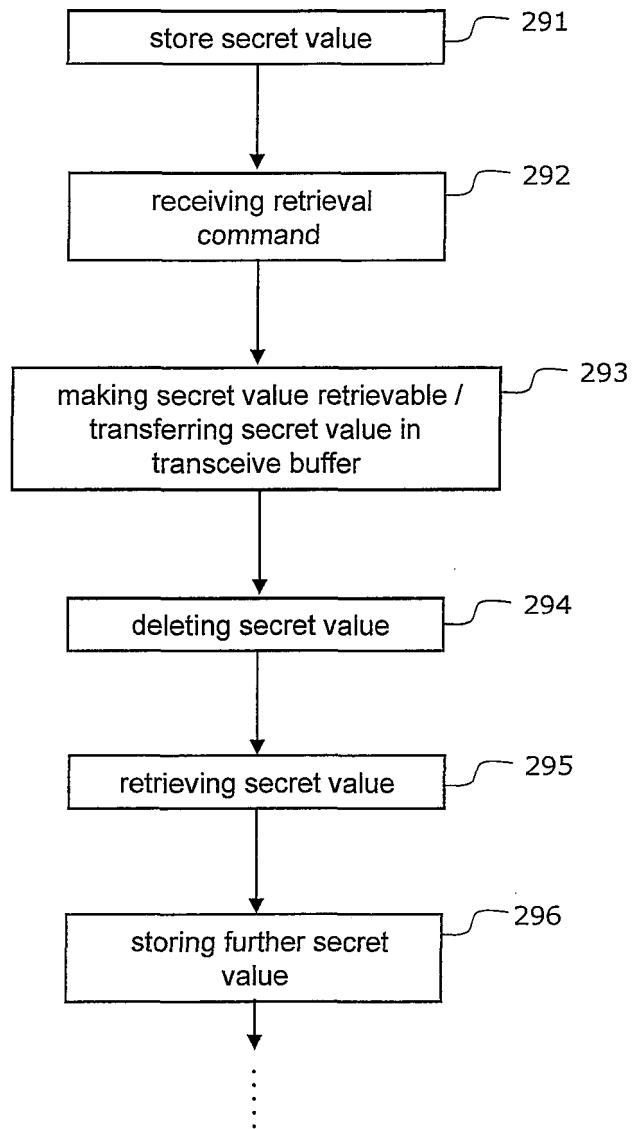 store secret value
291
receiving retrieval
command
292
making secret value retrievable /
transferring secret value in
transceive buffer
293
deleting secret value
294
retrieving secret value
295
storing further secret
value
296